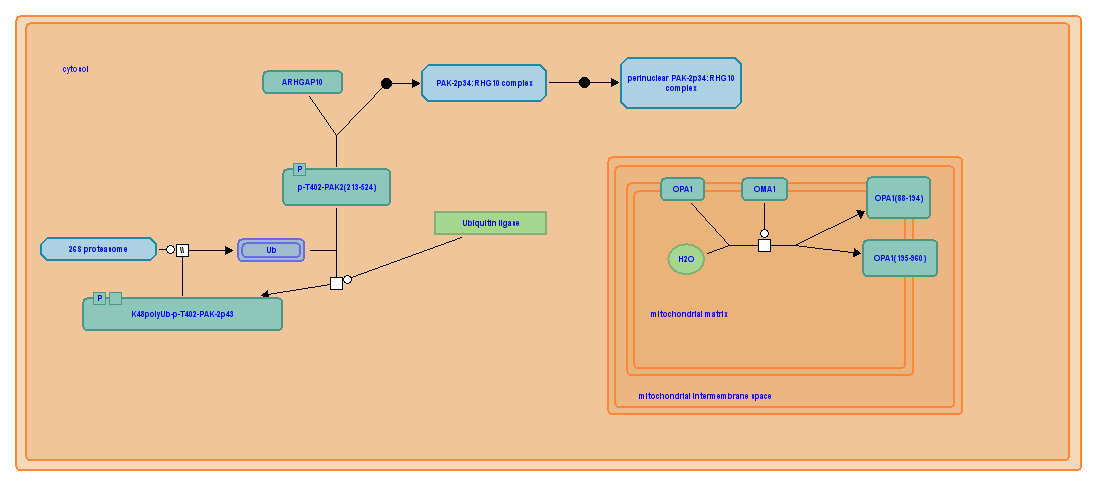 cytosol
ARHGAP10
PAK-2p34:RHG10 complex
perinuclear PAK-2p34:RHG10
complex
P
p-T402-PAK2(213-524)
OPA1
OMA1
OPA1(88-194)
Ubiquitin ligase
26S proteasome
\\
Ub
H2O
OPA1(195-960)
P
K48polyUb-p-T402-PAK-2p43
mitochondrial matrix
mitochondrial intermembrane space